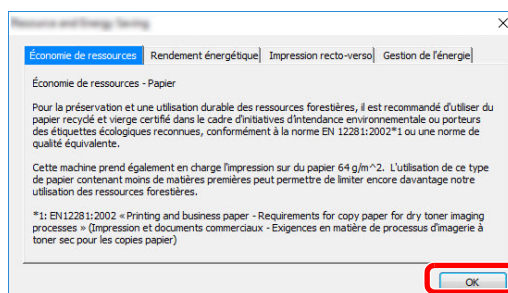 Économie de ressources Rendement énergétique Impression recto-verso Gestion de l'énergie
Économie de ressources - Papier
Pour la préservation et une utilisation durable des ressources forestières, il est recommandé d'utiliser du
papier recyclé et vierge certifié dans le cadre d'initiatives d'intendance environnementale ou porteurs
des étiquettes écologiques reconnues, conformément à la norme EN 12281:2002*1 ou une norme de
qualité équivalente.
Cette machine prend également en charge l'impression sur du papier 64 g/m^2. L'utilisation de ce type
de papier contenant moins de matières premières peut permettre de limiter encore davantage notre
utilisation des ressources forestières.
*1: EN12281:2002 « Printing and business paper - Requirements for copy paper for dry toner imaging
processes » (Impression et documents commerciaux - Exigences en matière de processus d'imagerie à
toner sec pour les copies papier)
OK